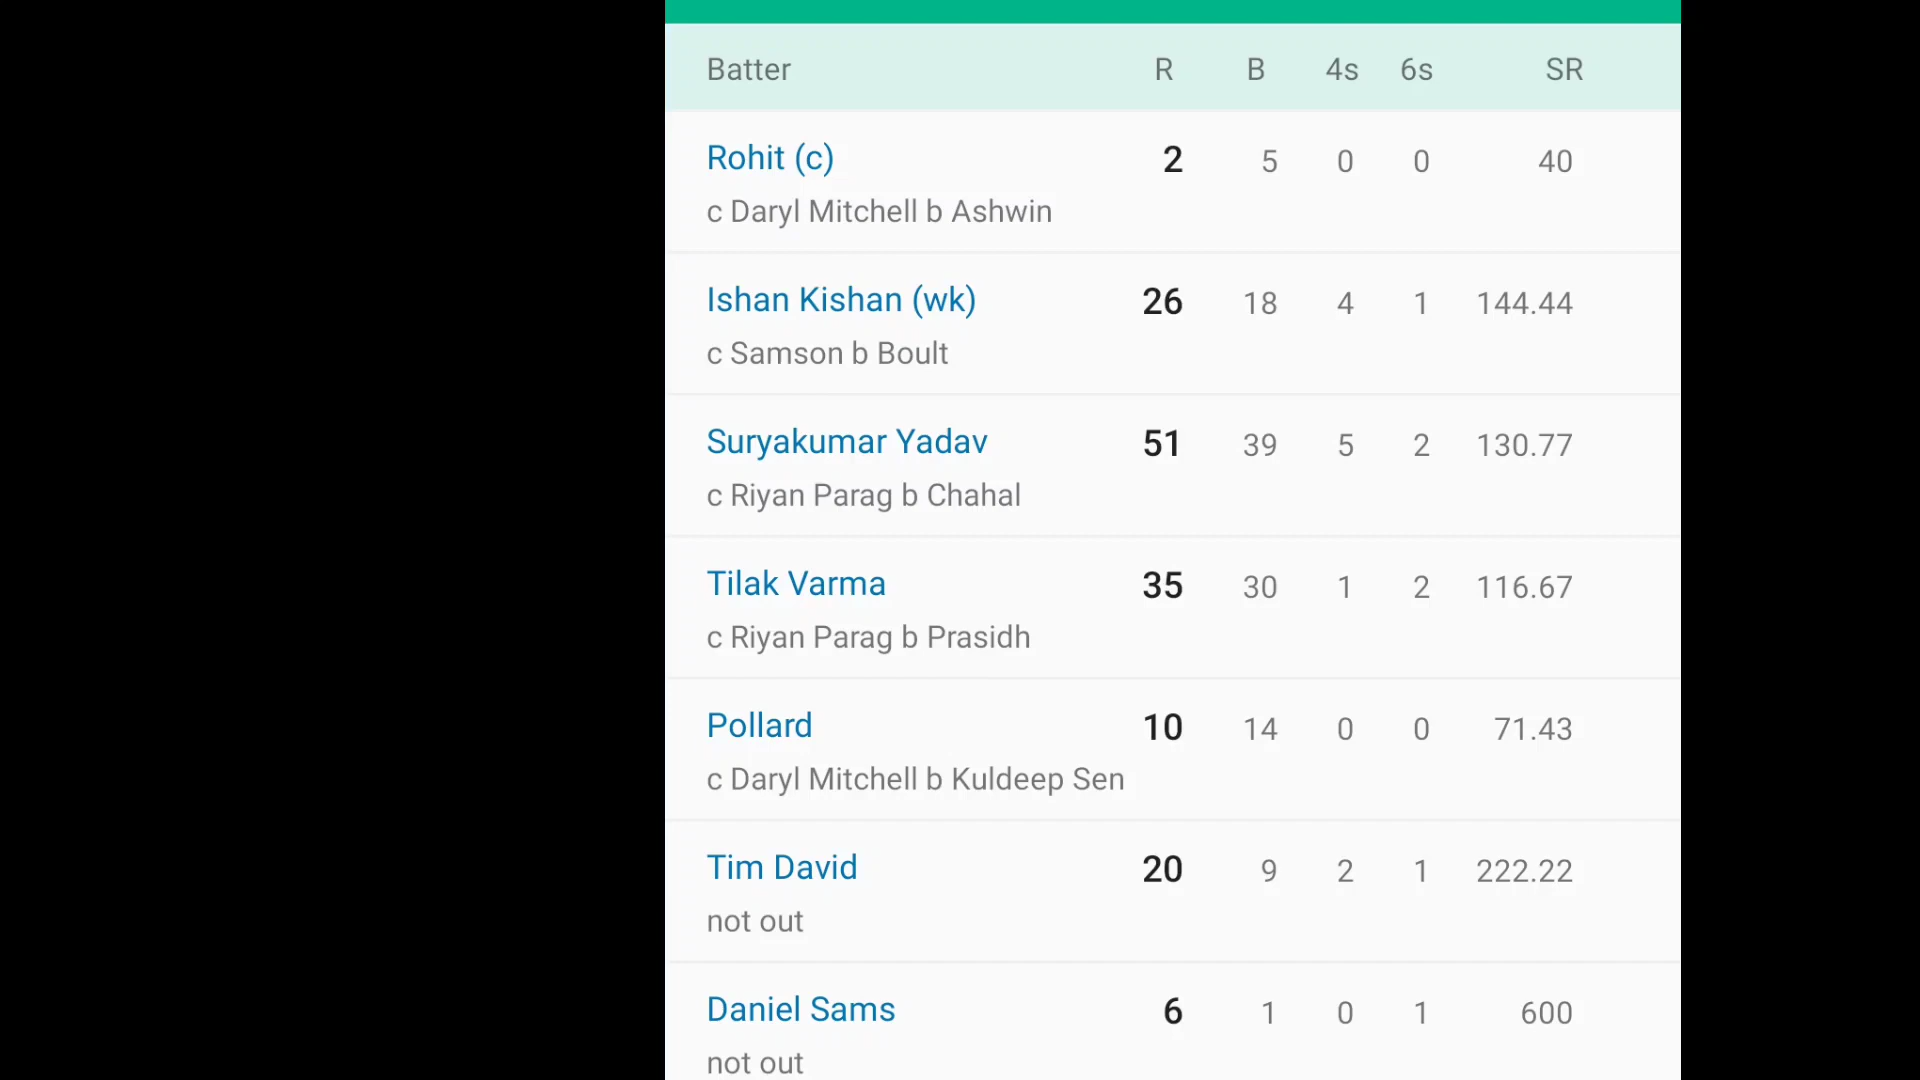 Batter R B 4s 6s SR
Rohit (c) 2 5 0 0 40
c Daryl Mitchell b Ashwin
Ishan Kishan (wk) 26 18 4 1 144.44
c Samson b Boult
Suryakumar Yadav 51 39 5 2 130.77
c Riyan Parag b Chahal
Tilak Varma 35 30 1 2 116.67
c Riyan Parag b Prasidh
Pollard 10 14 0 0 71.43
c Daryl Mitchell b Kuldeep Sen
Tim David 20 9 2 1 222.22
not out
Daniel Sams 6 1 0 1 600
not out